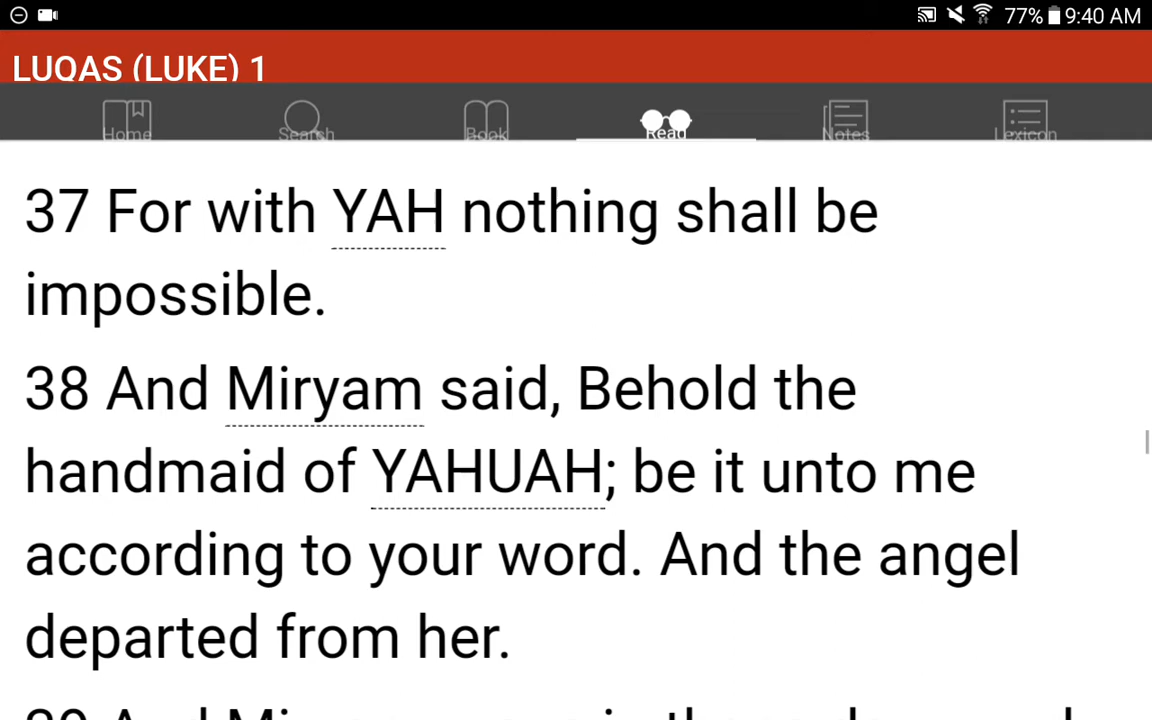 77% 9:40 AM
LUQAS (LUKE) 1
Home Search Book Read Notes Lexicon
37 For with YAH nothing shall be
impossible.
38 And Miryam said, Behold the
handmaid of YAHUAH; be it unto me
according to your word. And the angel
departed from her.
39 And